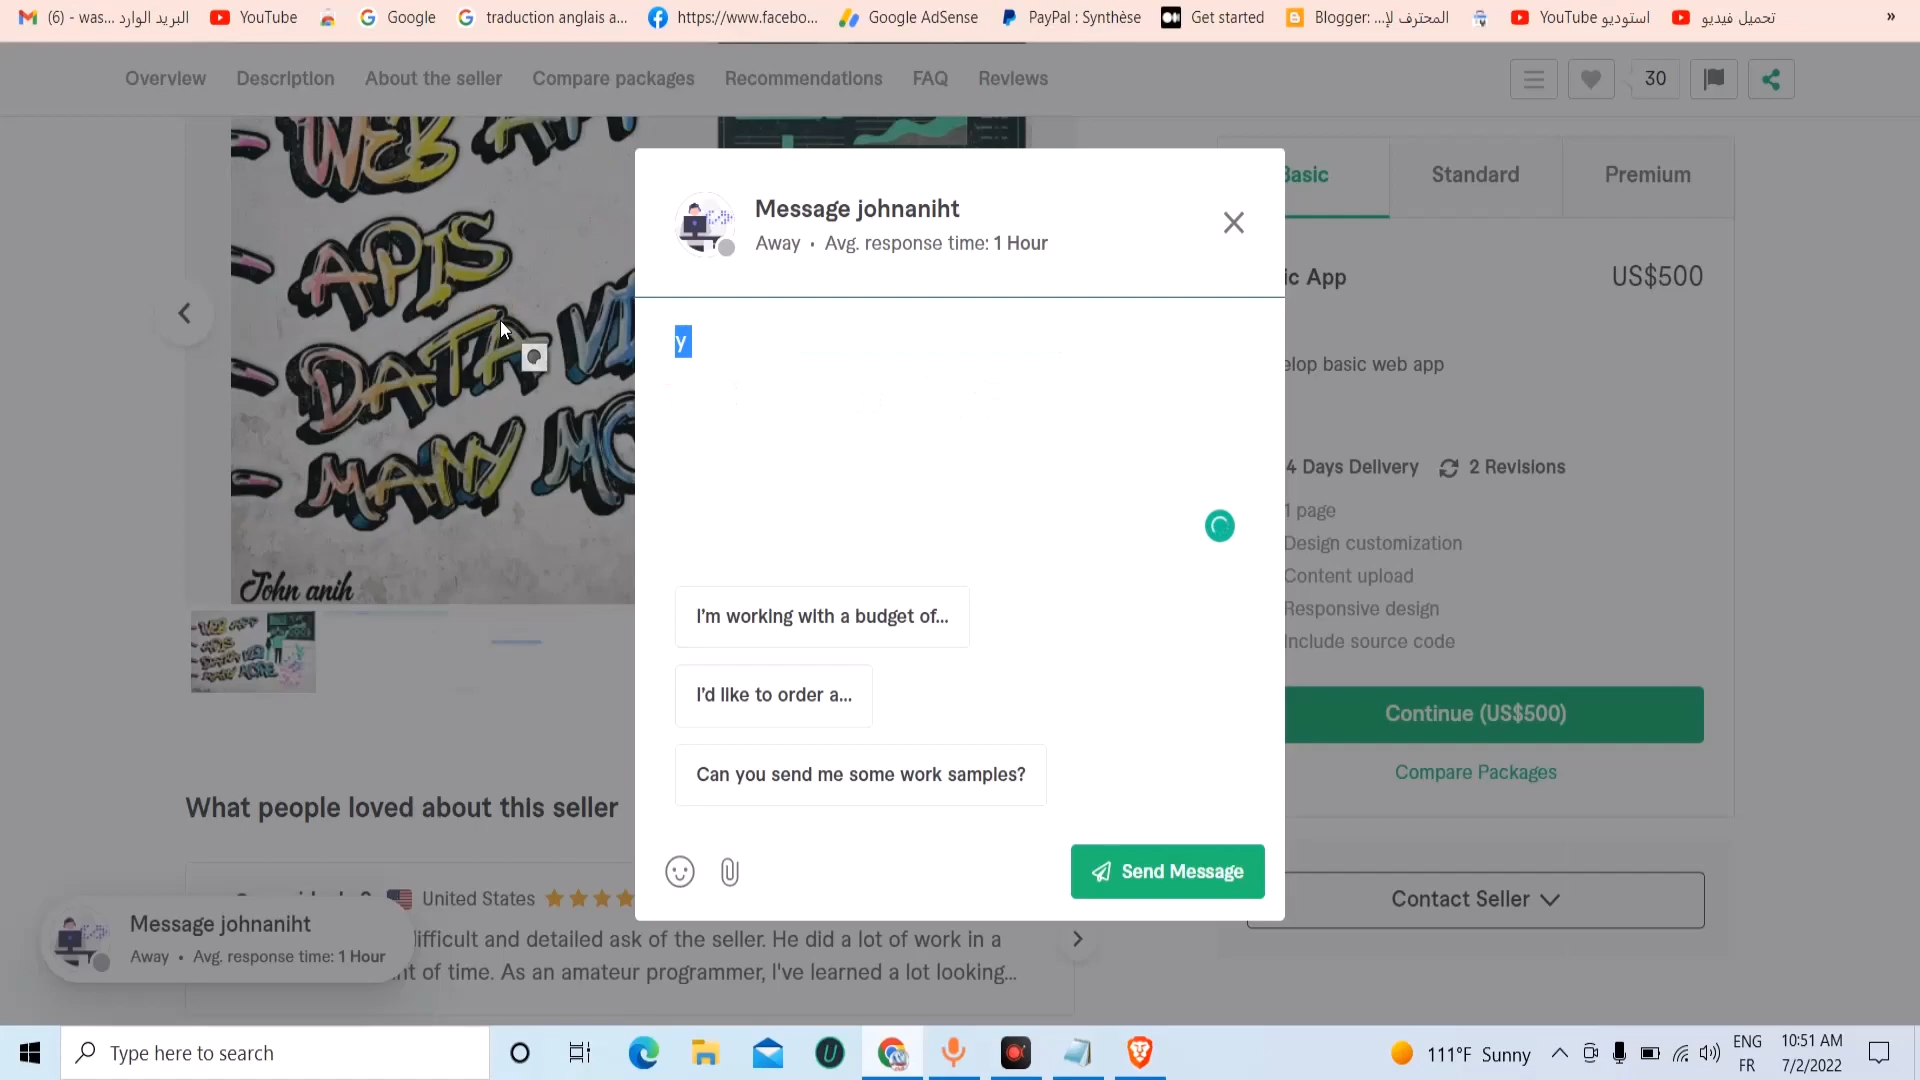 (6) - was... البريد الوارد
YouTube
Google
traduction anglais a...
https://www.facebo...
Google AdSense
PayPal : Synthèse
Get started
Blogger: ...المحترف لإ
YouTube استوديو
تحميل فيديو
»
Overview
Description
About the seller
Compare packages
Recommendations
FAQ
Reviews
30
WEB AP
- APIS
- DATA VI
- MANY MO
John anih
Message johnaniht
Away • Avg. response time: 1 Hour
y
I'm working with a budget of...
I'd like to order a...
Can you send me some work samples?
Send Message
Basic
Standard
Premium
ic App
US$500
elop basic web app
4 Days Delivery
2 Revisions
1 page
Design customization
Content upload
Responsive design
Include source code
Continue (US$500)
Compare Packages
Contact Seller
What people loved about this seller
United States
Message johnaniht
Away • Avg. response time: 1 Hour
ifficult and detailed ask of the seller. He did a lot of work in a
nt of time. As an amateur programmer, I've learned a lot looking...
Type here to search
111°F Sunny
ENG
FR
10:51 AM
7/2/2022